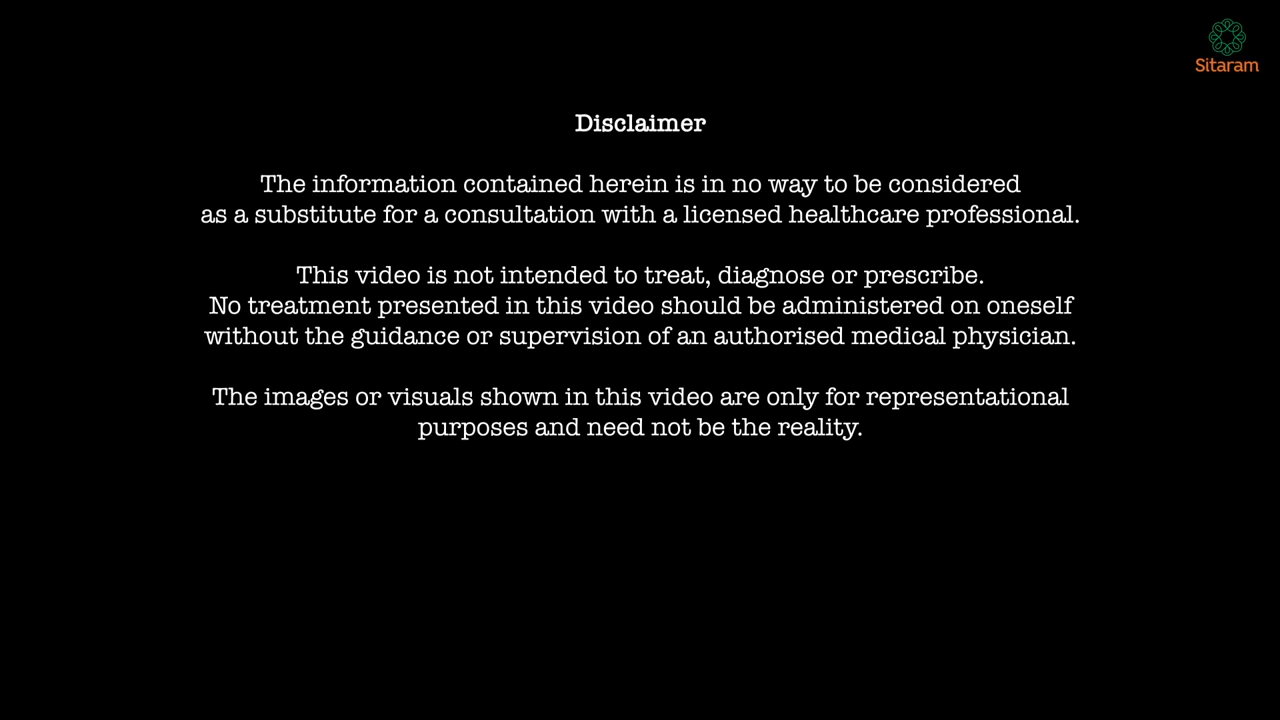 Sitaram
Disclaimer
The information contained herein is in no way to be considered
as a substitute for a consultation with a licensed healthcare professional.
This video is not intended to treat, diagnose or prescribe.
No treatment presented in this video should be administered on oneself
without the guidance or supervision of an authorised medical physician.
The images or visuals shown in this video are only for representational
purposes and need not be the reality.